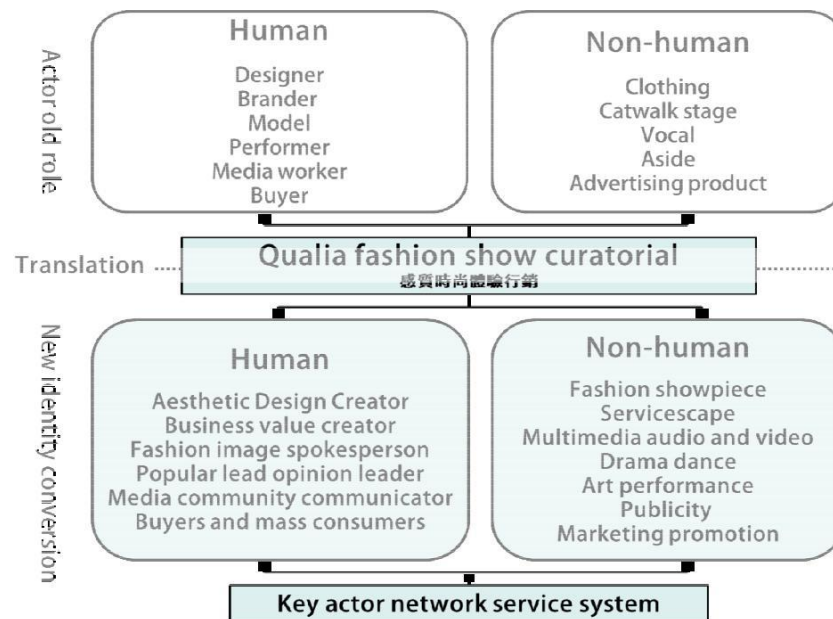 Actor old role
Human
Designer
Brander
Model
Performer
Media worker
Buyer
Non-human
Clothing
Catwalk stage
Vocal
Aside
Advertising product
Translation
Qualia fashion show curatorial
感質時尚體驗行銷
New identity conversion
Human
Aesthetic Design Creator
Business value creator
Fashion image spokesperson
Popular lead opinion leader
Media community communicator
Buyers and mass consumers
Non-human
Fashion showpiece
Servicescape
Multimedia audio and video
Drama dance
Art performance
Publicity
Marketing promotion
Key actor network service system